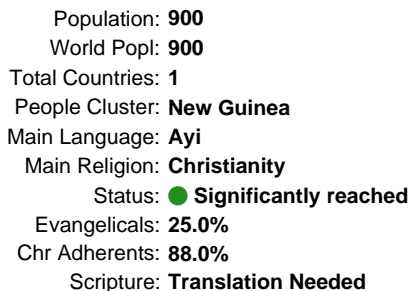 Population: 900
World Popl: 900
Total Countries: 1
People Cluster: New Guinea
Main Language: Ayi
Main Religion: Christianity
Status: Significantly reached
Evangelicals: 25.0%
Chr Adherents: 88.0%
Scripture: Translation Needed